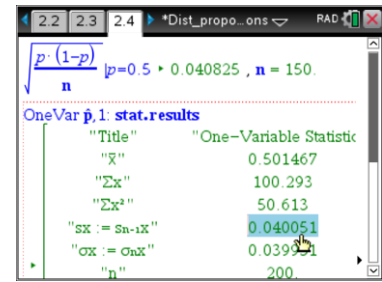 2.2 2.3 2.4 *Dist_propo...ons RAD
√(p·(1−p)/n) |p=0.5 ▸ 0.040825 , n = 150.
OneVar p̂,1: stat.results
"Title" "One−Variable Statistic
"x̄" 0.501467
"Σx" 100.293
"Σx²" 50.613
"sx := sₙ₋₁x" 0.040051
"σx := σₙx"
"n" 200.